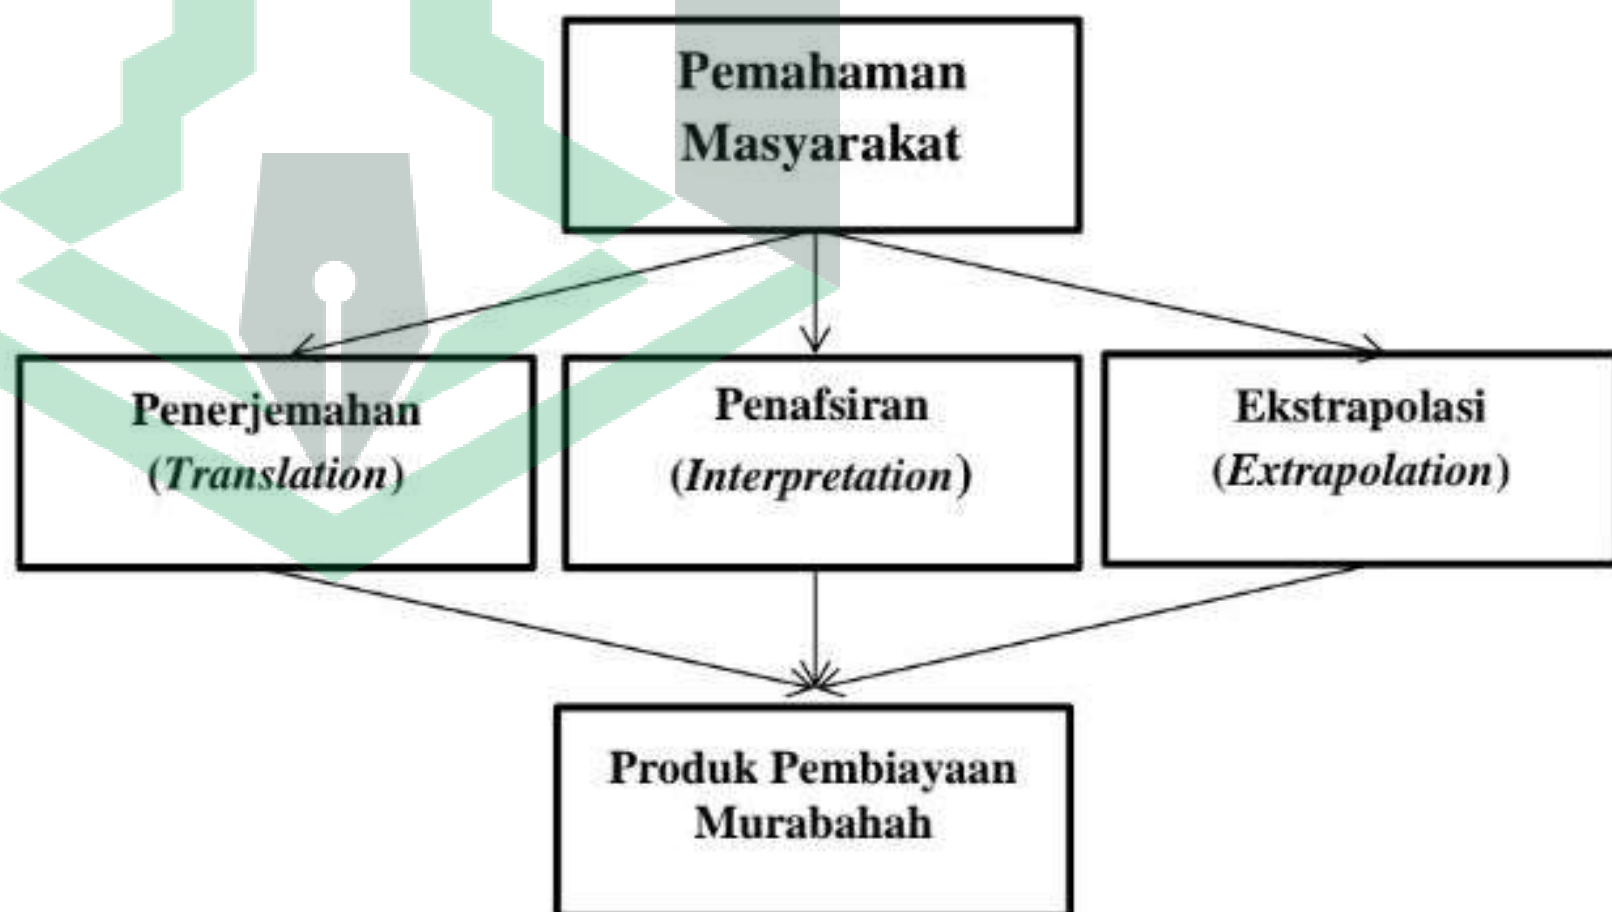 Pemahaman
Masyarakat
Penerjemahan
(Translation)
Penafsiran
(Interpretation)
Ekstrapolasi
(Extrapolation)
Produk Pembiayaan
Murabahah